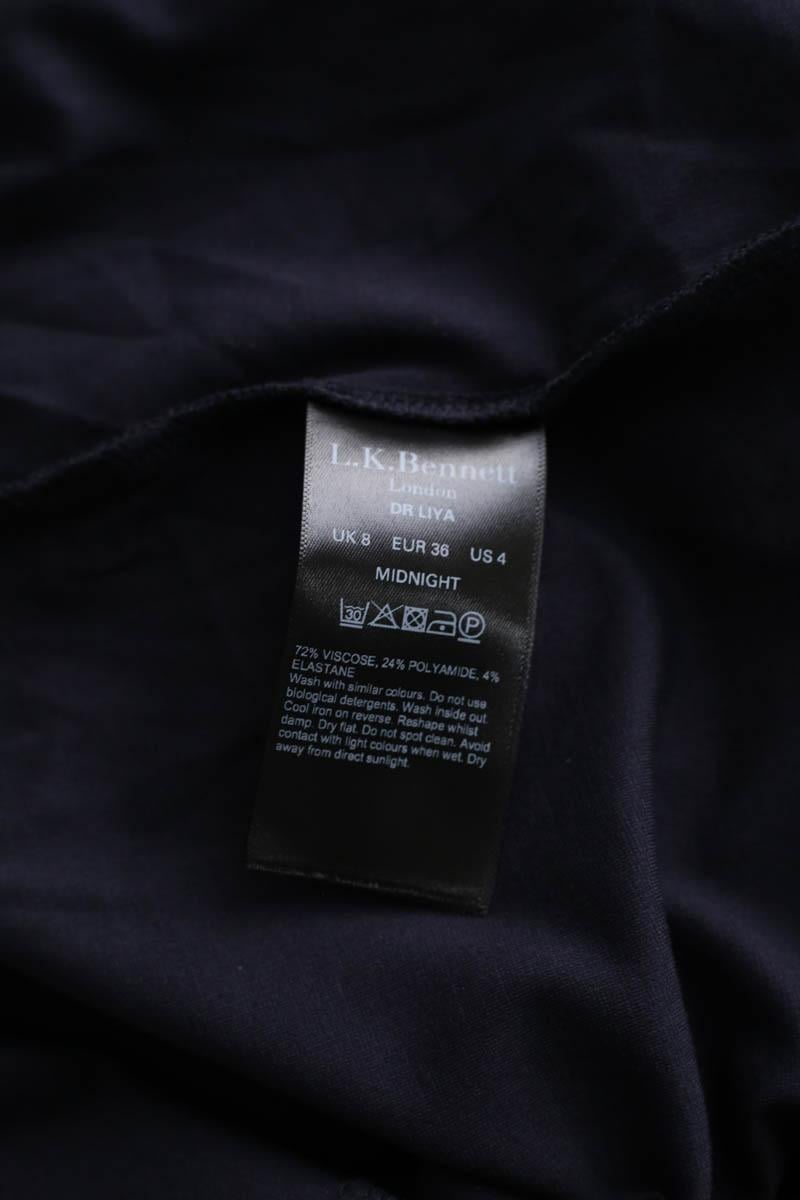 L.K.Bennett
London
DR LIYA
UK 8 EUR 36 US 4
MIDNIGHT
30 P
72% VISCOSE, 24% POLYAMIDE, 4%
ELASTANE
Wash with similar colours. Do not use
biological detergents. Wash inside out.
Cool iron on reverse. Reshape whilst
damp. Dry flat. Do not spot clean. Avoid
contact with light colours when wet. Dry
away from direct sunlight.